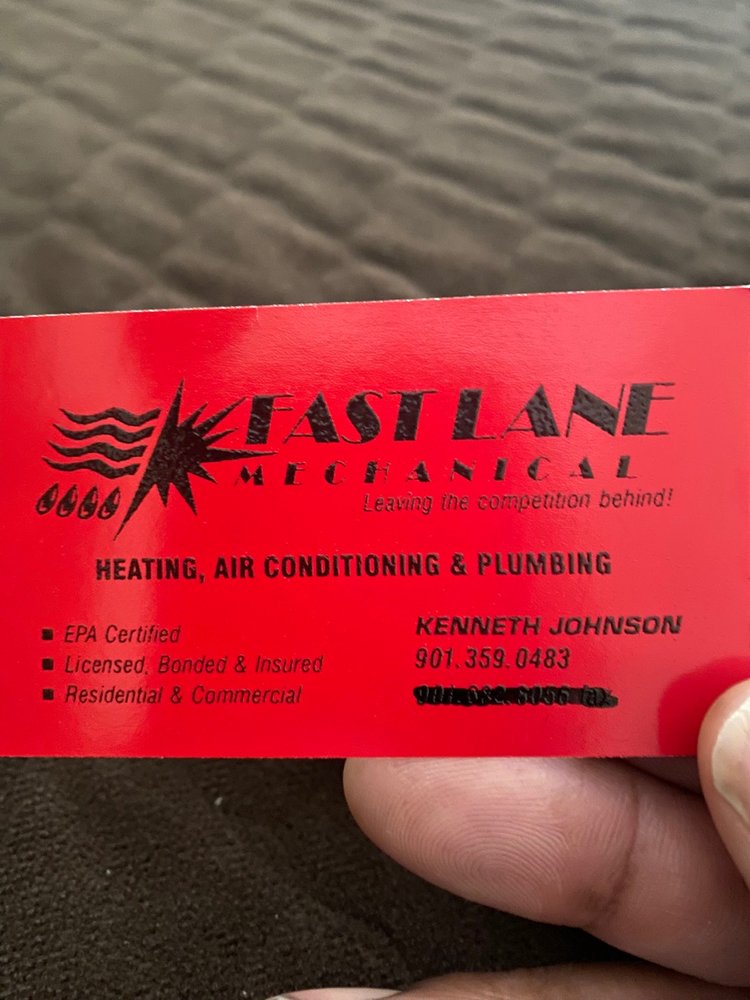 FAST LANE
MECHANICAL
Leaving the competition behind!
HEATING, AIR CONDITIONING & PLUMBING
▪ EPA Certified
▪ Licensed, Bonded & Insured
▪ Residential & Commercial
KENNETH JOHNSON
901.359.0483
fax